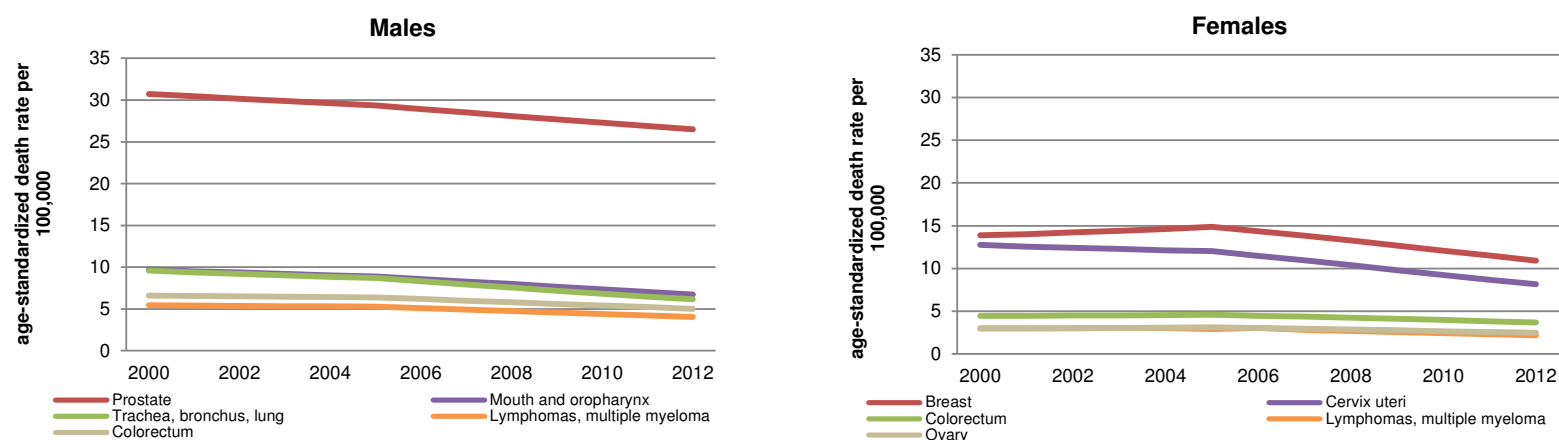 Males
age-standardized death rate per
100,000
35
30
25
20
15
10
5
0
2000 2002 2004 2006 2008 2010 2012
Prostate
Mouth and oropharynx
Trachea, bronchus, lung
Lymphomas, multiple myeloma
Colorectum
Females
age-standardized death rate per
100,000
35
30
25
20
15
10
5
0
2000 2002 2004 2006 2008 2010 2012
Breast
Cervix uteri
Colorectum
Lymphomas, multiple myeloma
Ovary